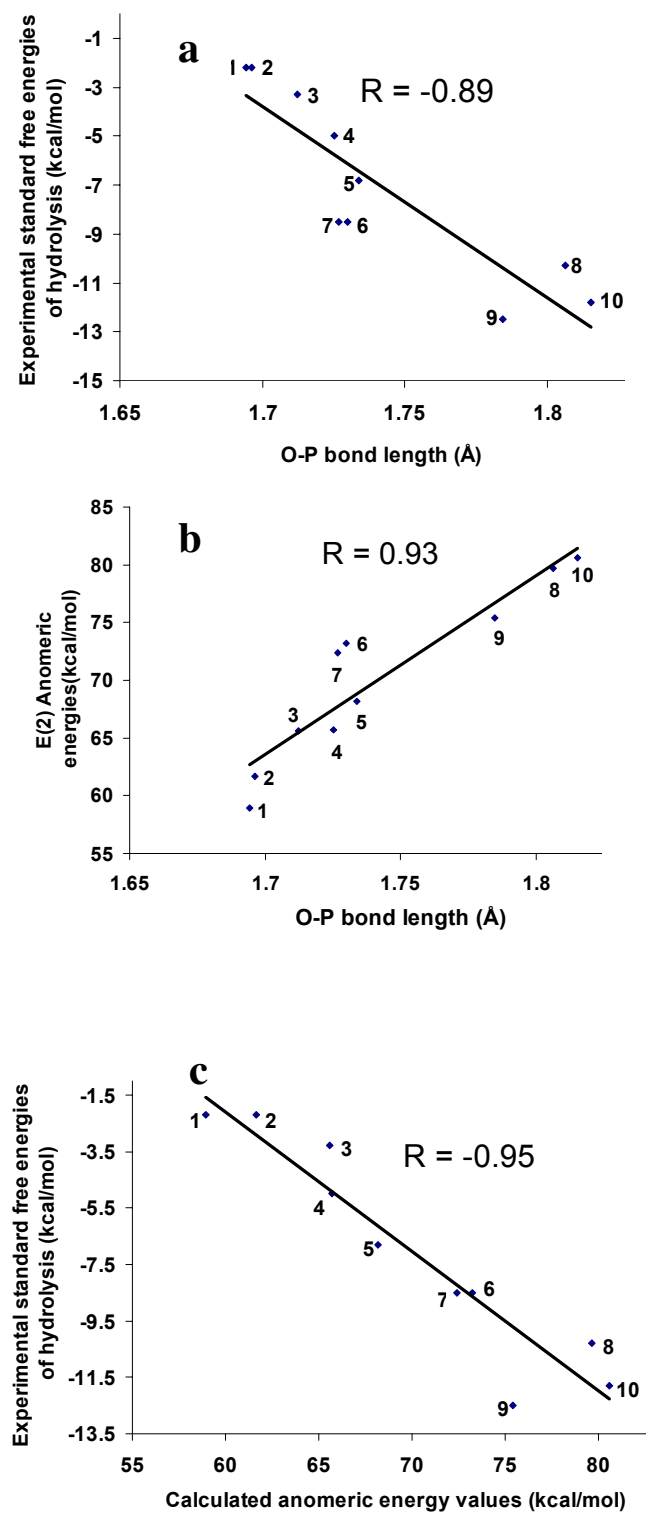 a
R = -0.89
Experimental standard free energies
of hydrolysis (kcal/mol)
-1
-3
-5
-7
-9
-11
-13
-15
1 2
3
4
5
7 6
8
9
10
1.65 1.7 1.75 1.8
O-P bond length (Å)
b
R = 0.93
E(2) Anomeric
energies(kcal/mol)
85
80
75
70
65
60
55
10
8
9
6
7
3
5
4
2
1
1.65 1.7 1.75 1.8
O-P bond length (Å)
c
R = -0.95
Experimental standard free energies
of hydrolysis (kcal/mol)
-1.5
-3.5
-5.5
-7.5
-9.5
-11.5
-13.5
1 2
3
4
5
7 6
8
10
9
55 60 65 70 75 80
Calculated anomeric energy values (kcal/mol)